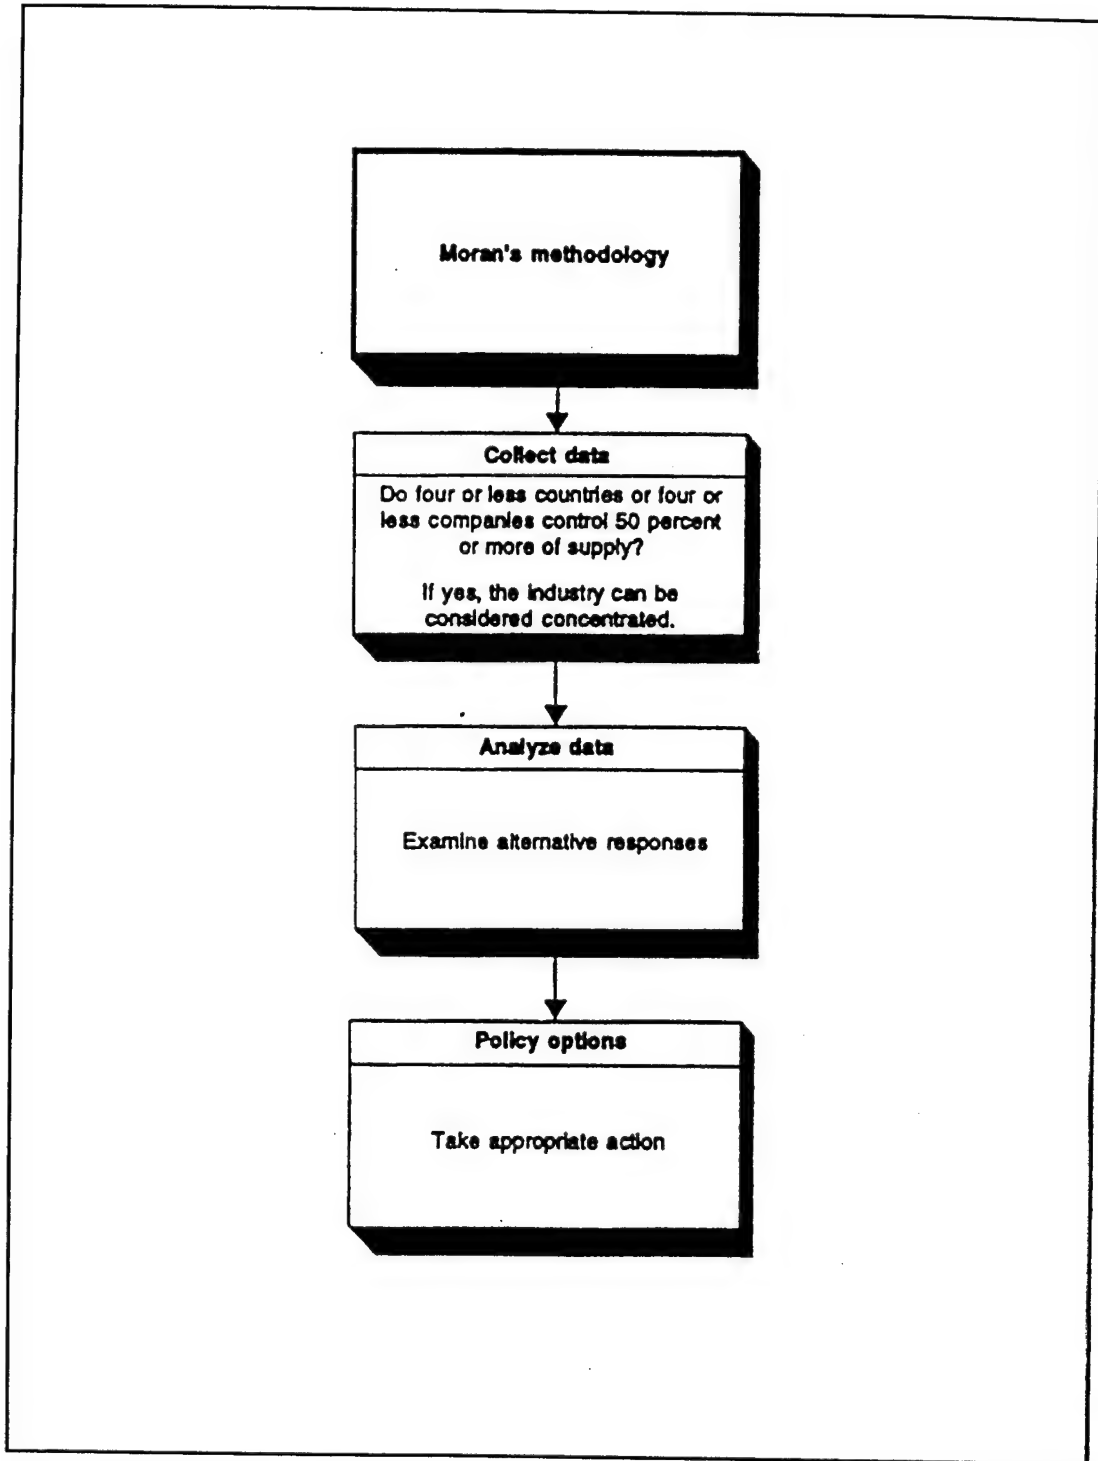 Moran's methodology
Collect data
Do four or less countries or four or
less companies control 50 percent
or more of supply?
If yes, the industry can be
considered concentrated.
Analyze data
Examine alternative responses
Policy options
Take appropriate action